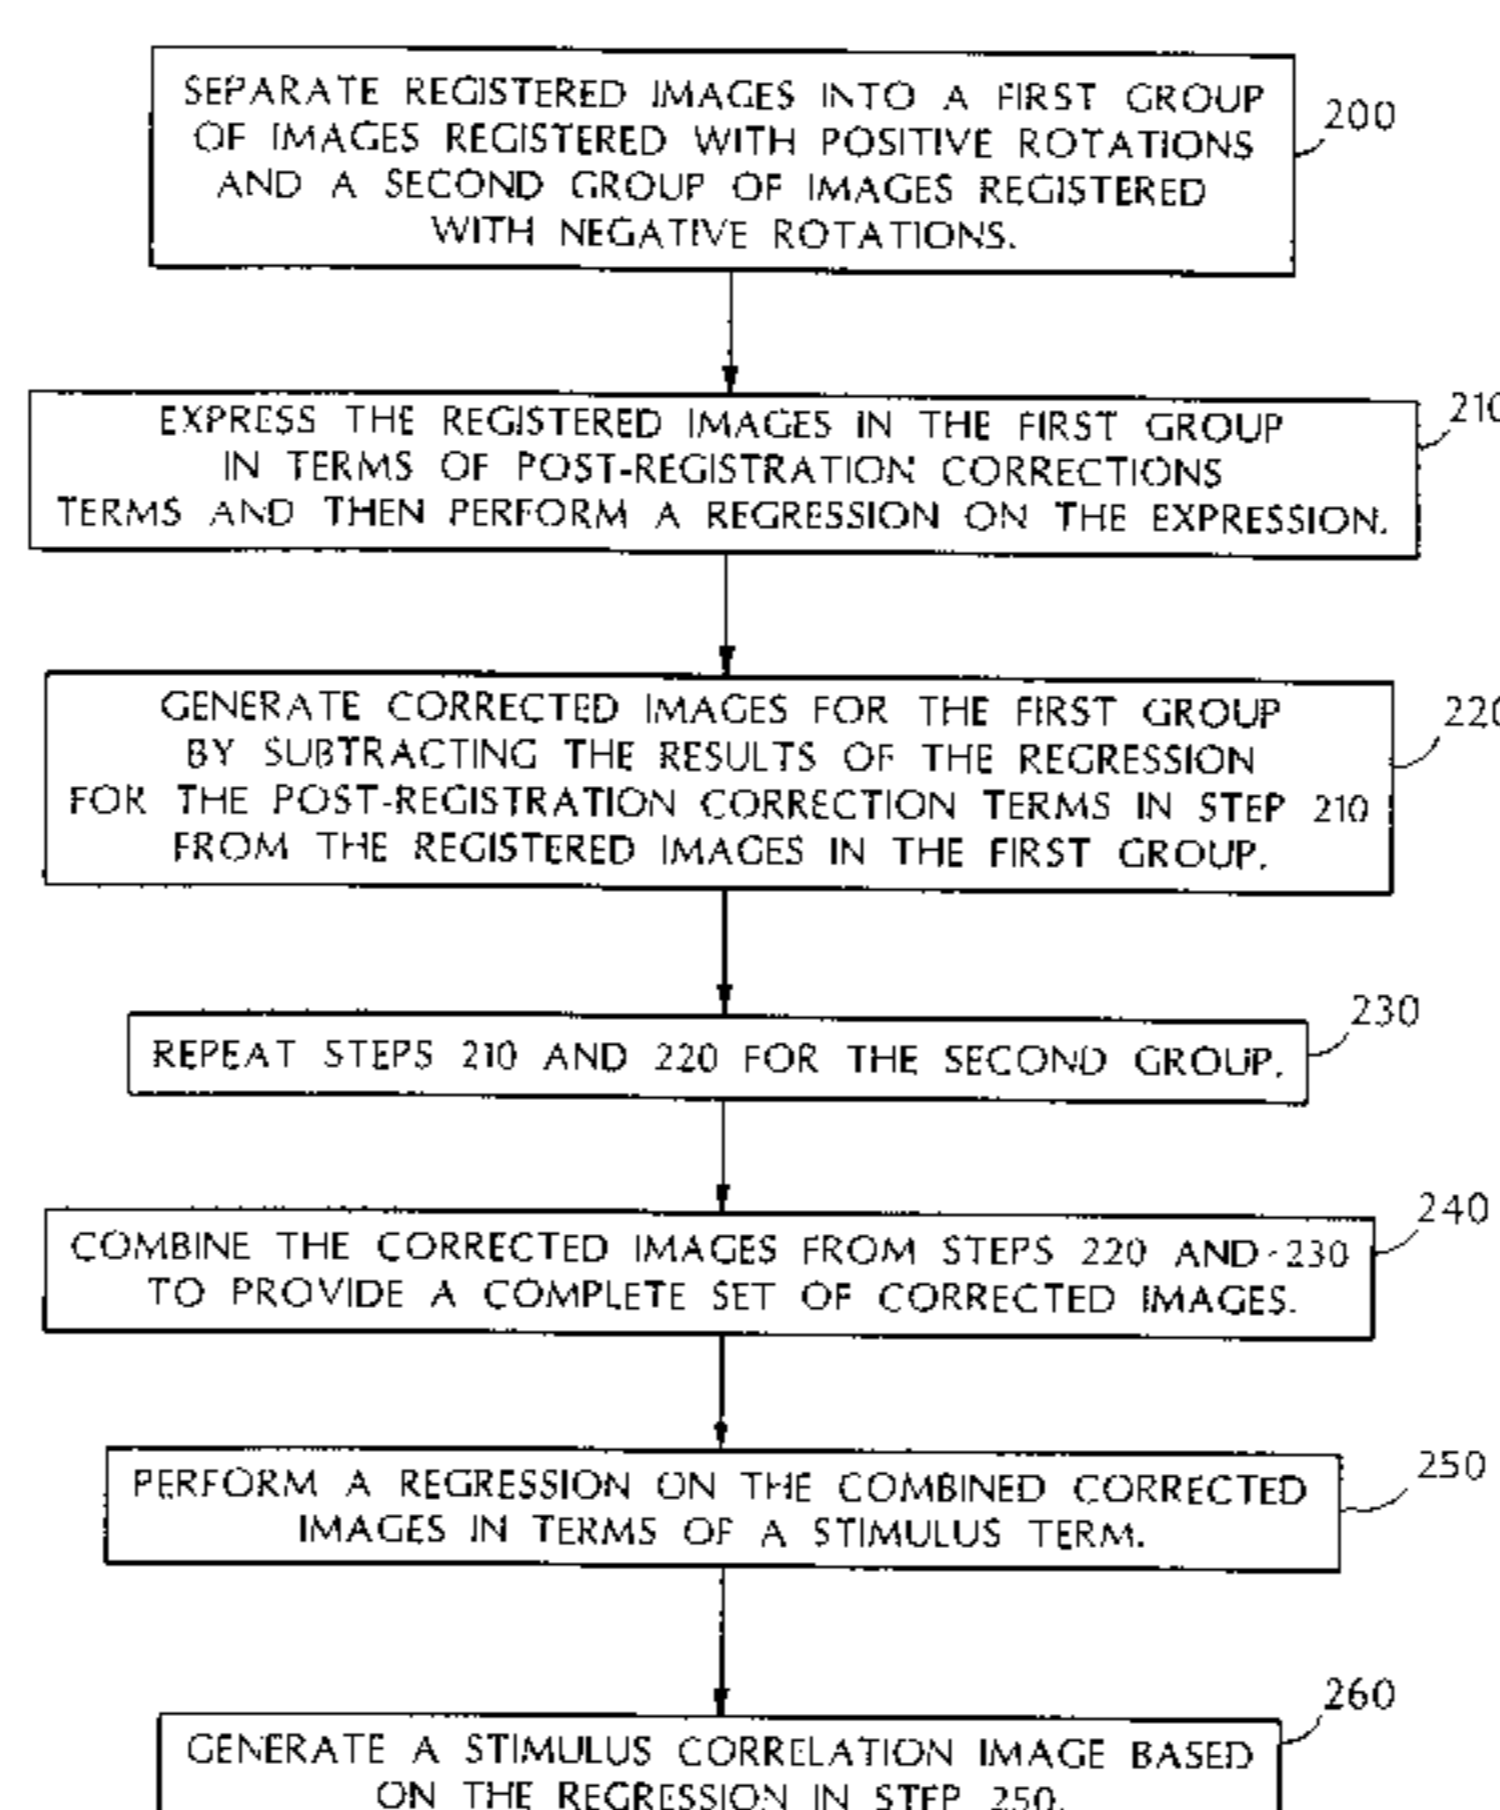 SEPARATE REGISTERED IMAGES INTO A FIRST GROUP
OF IMAGES REGISTERED WITH POSITIVE ROTATIONS
AND A SECOND GROUP OF IMAGES REGISTERED
WITH NEGATIVE ROTATIONS.
200
EXPRESS THE REGISTERED IMAGES IN THE FIRST GROUP
IN TERMS OF POST-REGISTRATION CORRECTIONS
TERMS AND THEN PERFORM A REGRESSION ON THE EXPRESSION.
210
GENERATE CORRECTED IMAGES FOR THE FIRST GROUP
BY SUBTRACTING THE RESULTS OF THE REGRESSION
FOR THE POST-REGISTRATION CORRECTION TERMS IN STEP 210
FROM THE REGISTERED IMAGES IN THE FIRST GROUP.
220
REPEAT STEPS 210 AND 220 FOR THE SECOND GROUP.
230
COMBINE THE CORRECTED IMAGES FROM STEPS 220 AND 230
TO PROVIDE A COMPLETE SET OF CORRECTED IMAGES.
240
PERFORM A REGRESSION ON THE COMBINED CORRECTED
IMAGES IN TERMS OF A STIMULUS TERM.
250
GENERATE A STIMULUS CORRELATION IMAGE BASED
ON THE REGRESSION IN STEP 250.
260